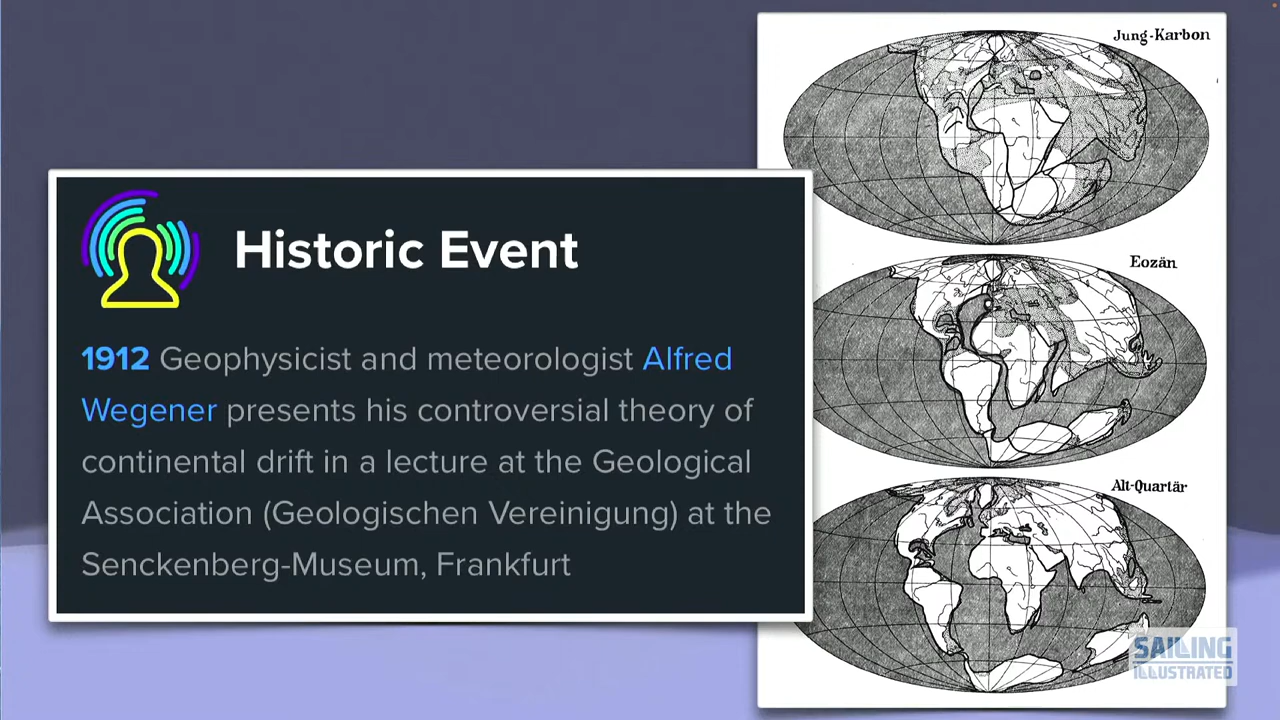 Jung-Karbon
Historic Event
1912 Geophysicist and meteorologist Alfred
Wegener presents his controversial theory of
continental drift in a lecture at the Geological
Association (Geologischen Vereinigung) at the
Senckenberg-Museum, Frankfurt
Eozän
Alt-Quartär
SAILING
ILLUSTRATED